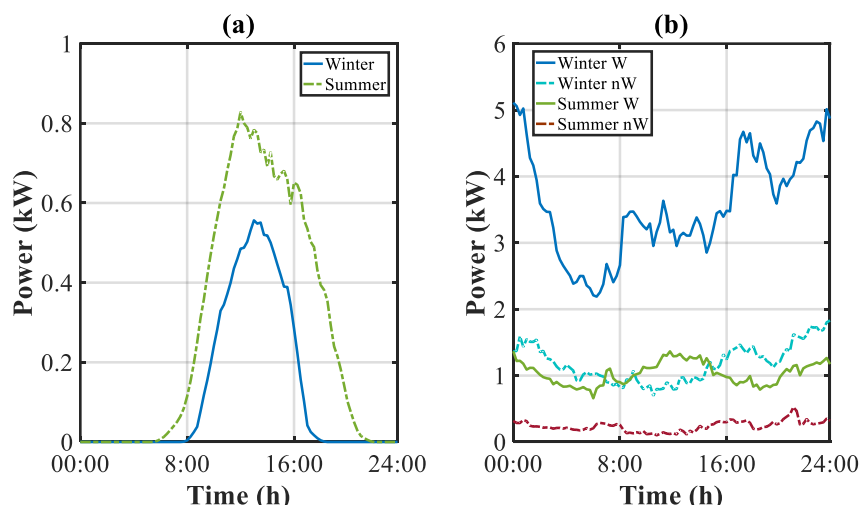 (a)
1
0.8
0.6
0.4
0.2
0
Power (kW)
Winter
Summer
00:00 8:00 16:00 24:00
Time (h)
(b)
6
5
4
3
2
1
0
Power (kW)
Winter W
Winter nW
Summer W
Summer nW
00:00 8:00 16:00 24:00
Time (h)